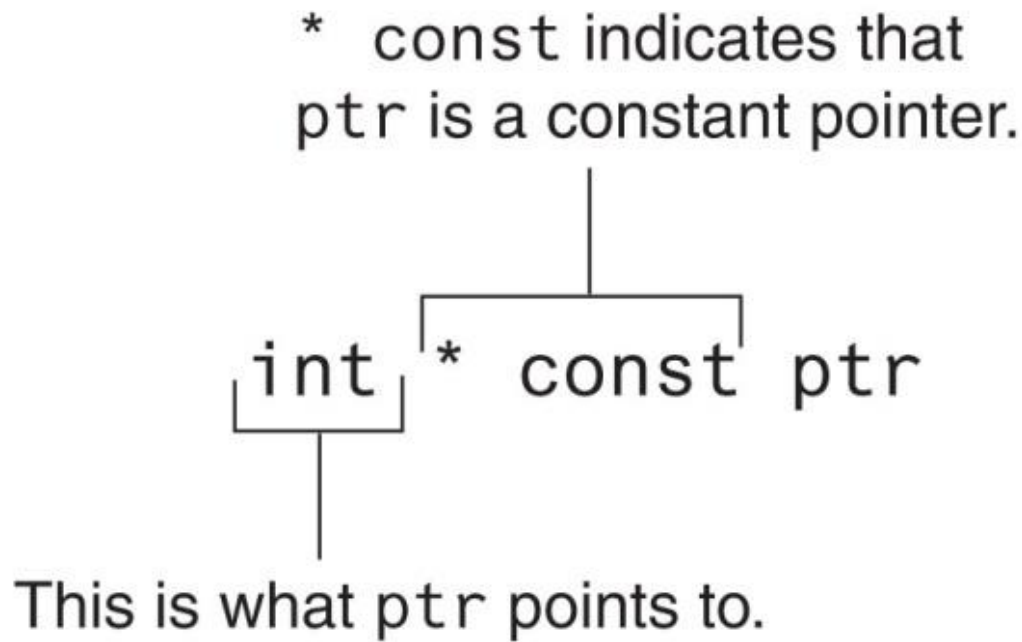 * const indicates that
ptr is a constant pointer.
int * const ptr
This is what ptr points to.